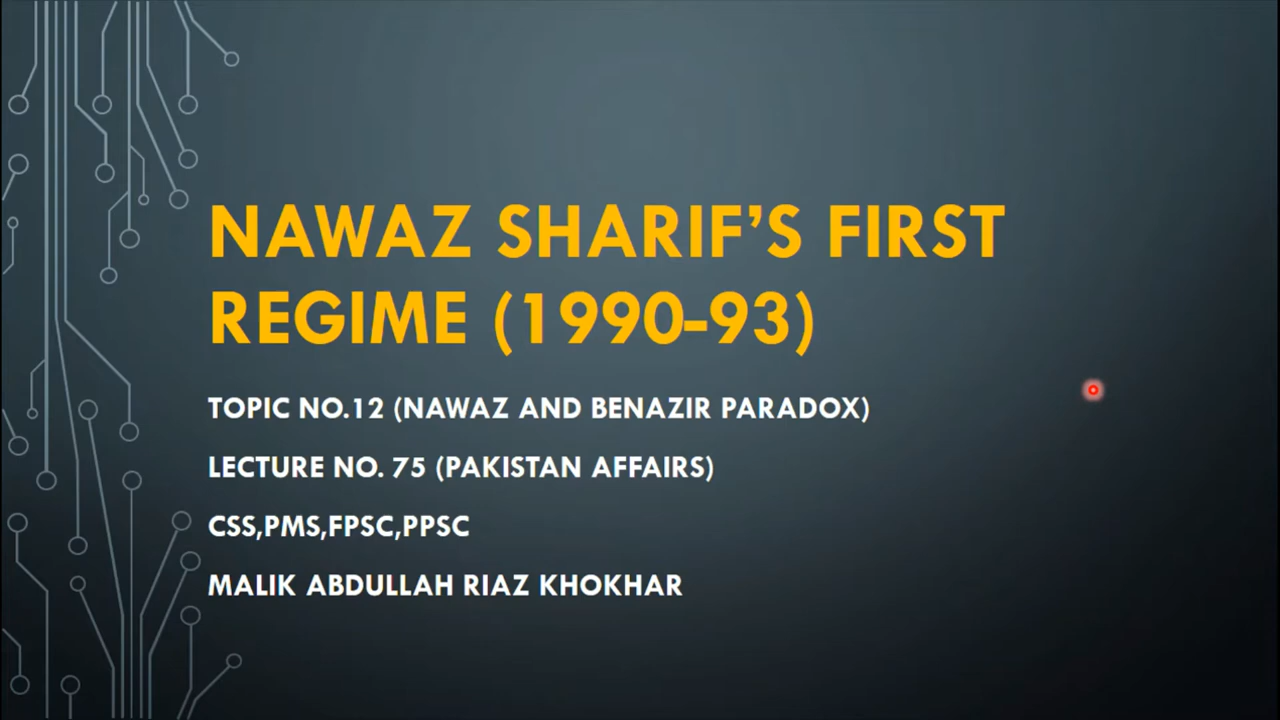 NAWAZ SHARIF’S FIRST
REGIME (1990-93)
TOPIC NO.12 (NAWAZ AND BENAZIR PARADOX)
LECTURE NO. 75 (PAKISTAN AFFAIRS)
CSS,PMS,FPSC,PPSC
MALIK ABDULLAH RIAZ KHOKHAR